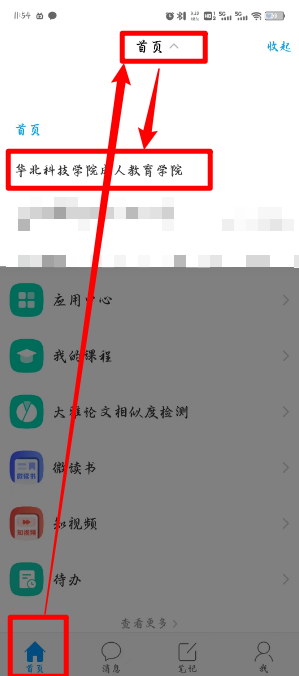 11:54
首页
收起
首页
华北科技学院成人教育学院
应用中心
我的课程
大雅论文相似度检测
微读书
知视频
待办
查看更多
首页
消息
笔记
我